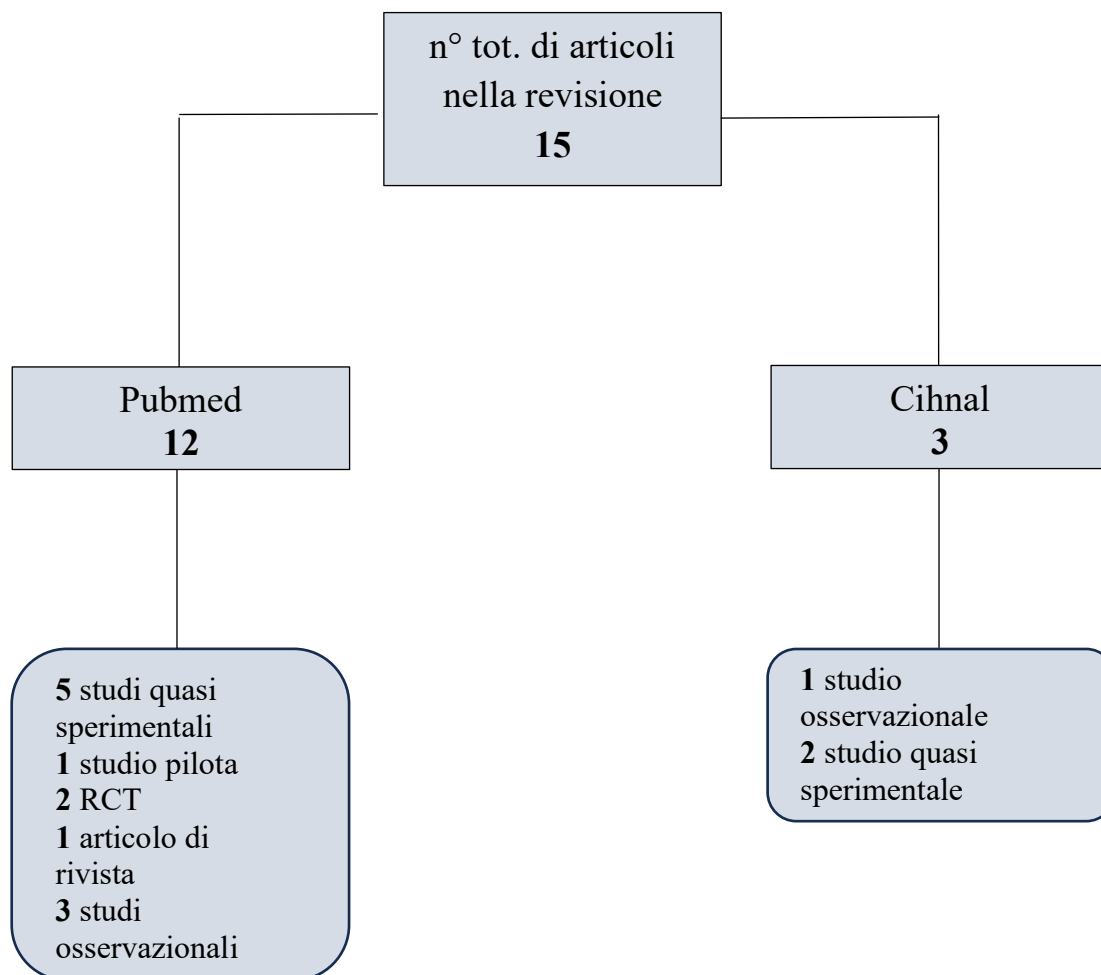 n° tot. di articoli
nella revisione
15
Pubmed
12
Cihnal
3
5 studi quasi
sperimentali
1 studio pilota
2 RCT
1 articolo di
rivista
3 studi
osservazionali
1 studio
osservazionale
2 studio quasi
sperimentale